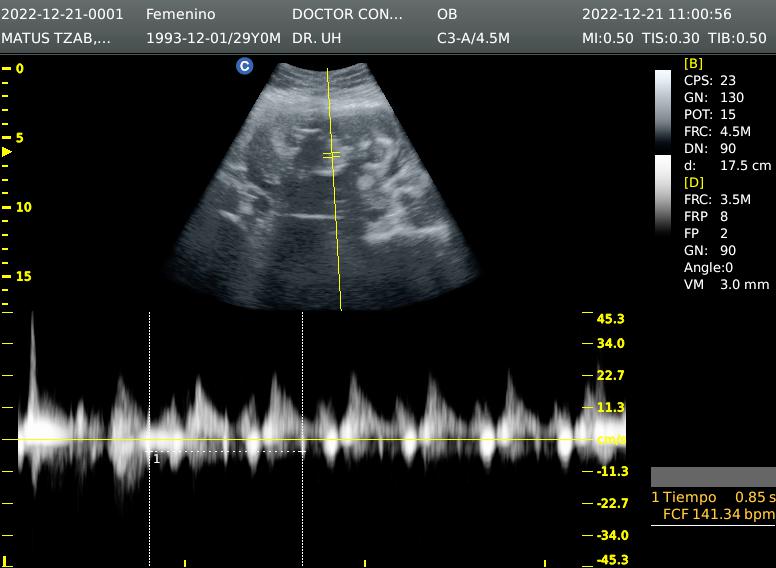 2022-12-21-0001 Femenino DOCTOR CON... OB 2022-12-21 11:00:56
MATUS TZAB,... 1993-12-01/29Y0M DR. UH C3-A/4.5M MI:0.50 TIS:0.30 TIB:0.50
C
0
5
10
15
[B]
CPS: 23
GN: 130
POT: 15
FRC: 4.5M
DN: 90
d: 17.5 cm
[D]
FRC: 3.5M
FRP 8
FP 2
GN: 90
Angle:0
VM 3.0 mm
45.3
34.0
22.7
11.3
cm/s
-11.3
-22.7
-34.0
-45.3
1
1 Tiempo 0.85 s
FCF 141.34 bpm